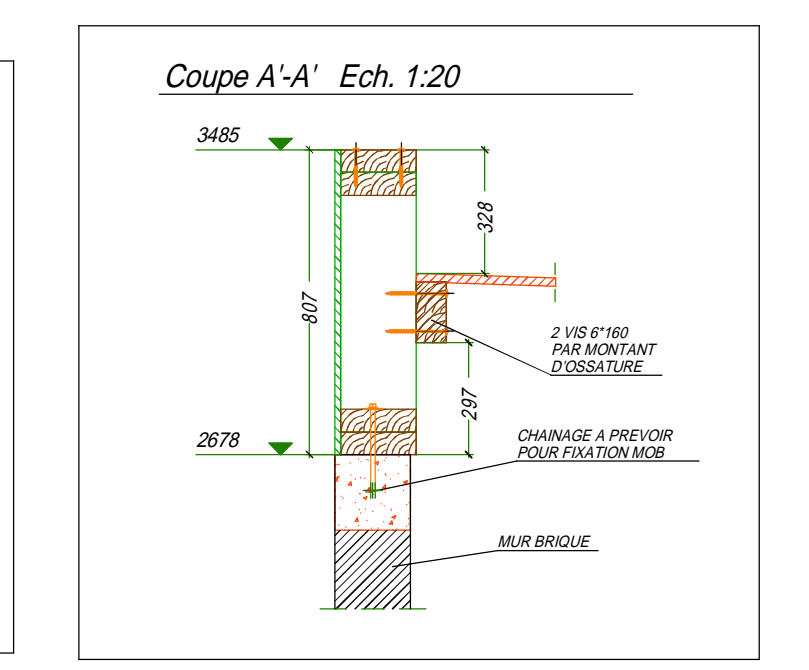 Coupe A'-A'   Ech. 1:20
3485
328
807
2 VIS 6*160
PAR MONTANT
D'OSSATURE
297
2678
CHAINAGE A PREVOIR
POUR FIXATION MOB
MUR BRIQUE